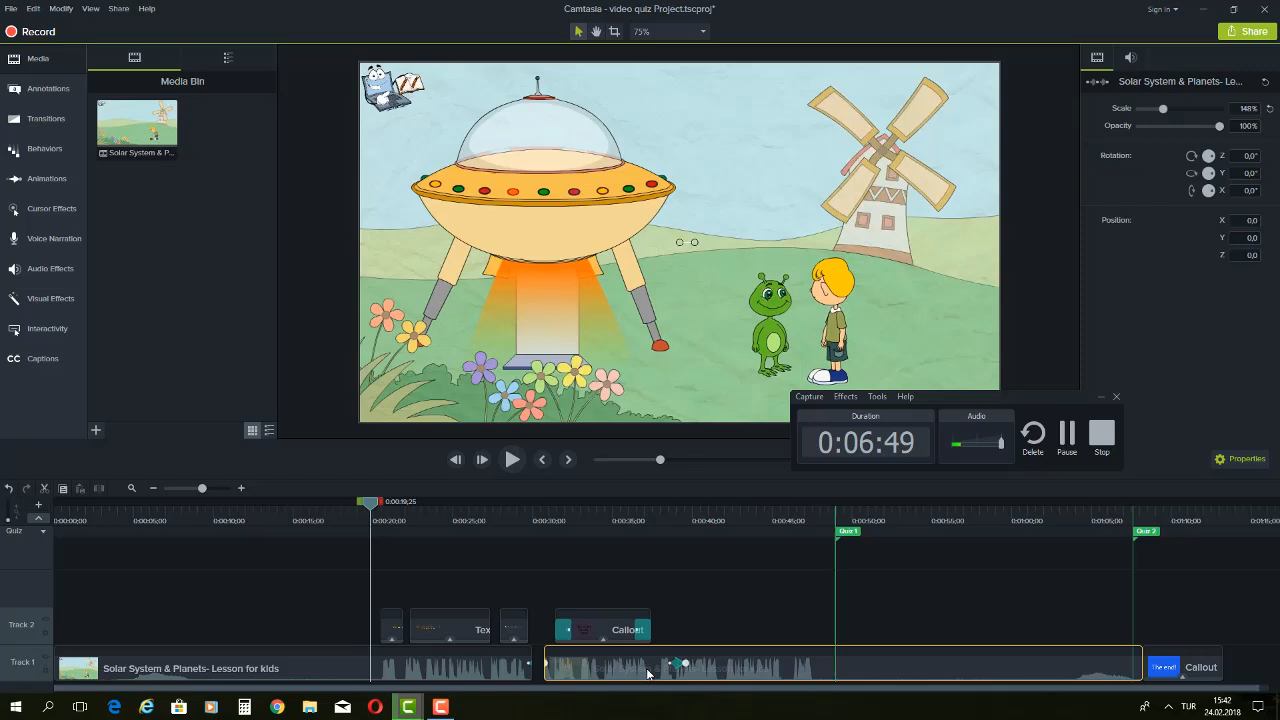 File Edit Modify View Share Help
Camtasia - video quiz Project.tscproj*
Sign in
Record
75%
Share
Media
Annotations
Transitions
Behaviors
Animations
Cursor Effects
Voice Narration
Audio Effects
Visual Effects
Interactivity
CC Captions
Media Bin
Solar System & P...
Solar System & Planets- Le...
Scale 148%
Opacity 100%
Rotation: Z 0,0°
Y 0,0°
X 0,0°
Position: X 0,0
Y 0,0
Z 0,0
Capture Effects Tools Help
Duration
0:06:49
Audio
Delete Pause Stop
Properties
0:00:19;25
0:00:00;00 0:00:05;00 0:00:10;00 0:00:15;00 0:00:20;00 0:00:25;00 0:00:30;00 0:00:35;00 0:00:40;00 0:00:45;00 0:00:50;00 0:00:55;00 0:01:00;00 0:01:05;00 0:01:10;00 0:01:15;00
Quiz
Quiz 1
Quiz 2
Track 2
Tex
Callout
Track 1
Solar System & Planets- Lesson for kids
The end!
Callout
TUR
15:42
24.02.2018